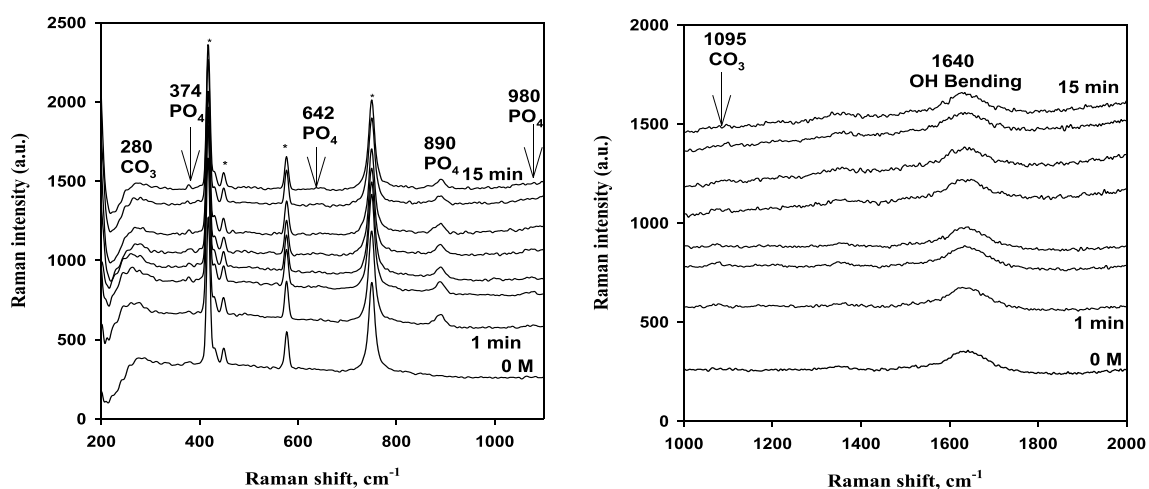 2500
2000
1500
1000
500
0
Raman intensity (a.u.)
*
374
PO4
280
CO3
*
*
642
PO4
*
890
PO4
980
PO4
15 min
1 min
0 M
200
400
600
800
1000
Raman shift, cm-1
2000
1500
1000
500
0
Raman intensity (a.u.)
1095
CO3
1640
OH Bending
15 min
1 min
0 M
1000
1200
1400
1600
1800
2000
Raman shift, cm-1